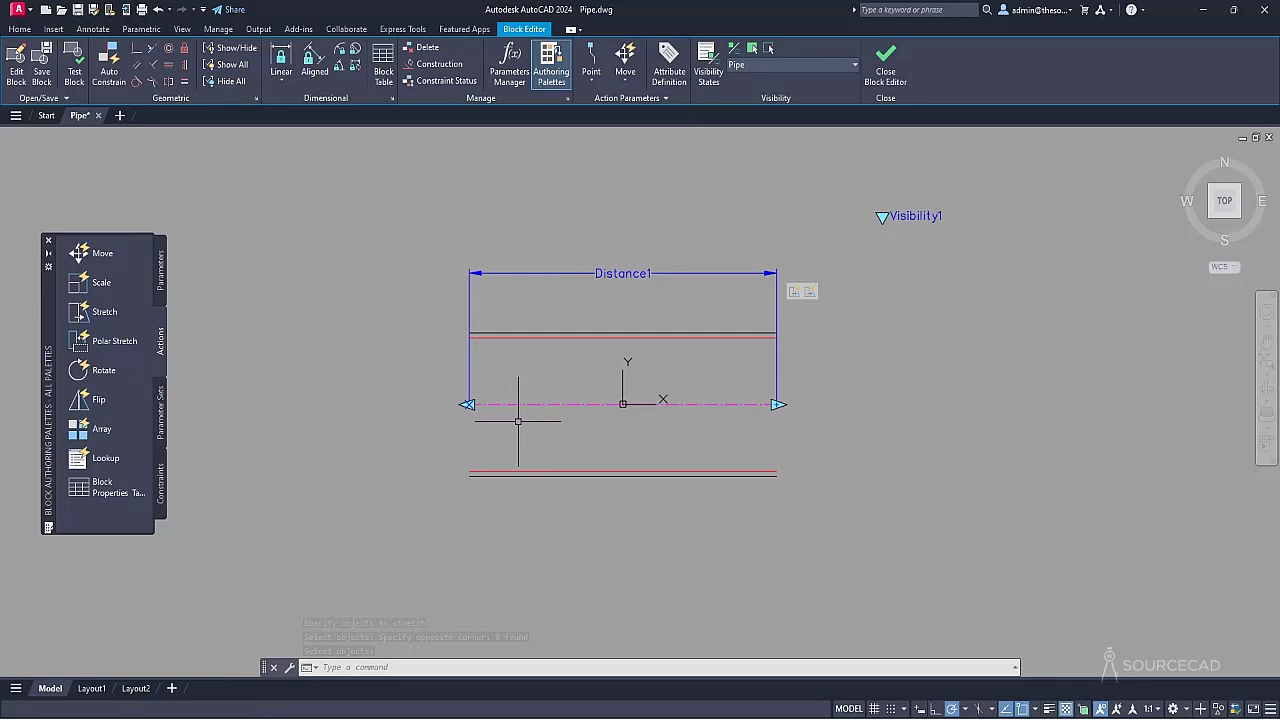 A
Share
Autodesk AutoCAD 2024 Pipe.dwg
Type a keyword or phrase
admin@theso...
?
Home Insert Annotate Parametric View Manage Output Add-ins Collaborate Express Tools Featured Apps Block Editor
Edit Block
Save Block
Test Block
Open/Save
Auto Constrain
Show/Hide
Show All
Hide All
Geometric
Linear
Aligned
Dimensional
Block Table
Delete
Construction
Constraint Status
f(x)
Parameters Manager
Authoring Palettes
Manage
Point
Move
Action Parameters
Attribute Definition
Visibility States
Pipe
Visibility
Close Block Editor
Close
Start
Pipe*
N
W
TOP
E
S
WCS
Visibility1
Distance1
Y
X
BLOCK AUTHORING PALETTES - ALL PALETTES
Move
Scale
Stretch
Polar Stretch
Rotate
Flip
Array
Lookup
Block
Properties Ta...
Parameters
Actions
Parameter Sets
Constraints
Specify objects to stretch
Select objects: Specify opposite corner: 9 found
Select objects:
Type a command
SOURCECAD
Model Layout1 Layout2
MODEL
1:1